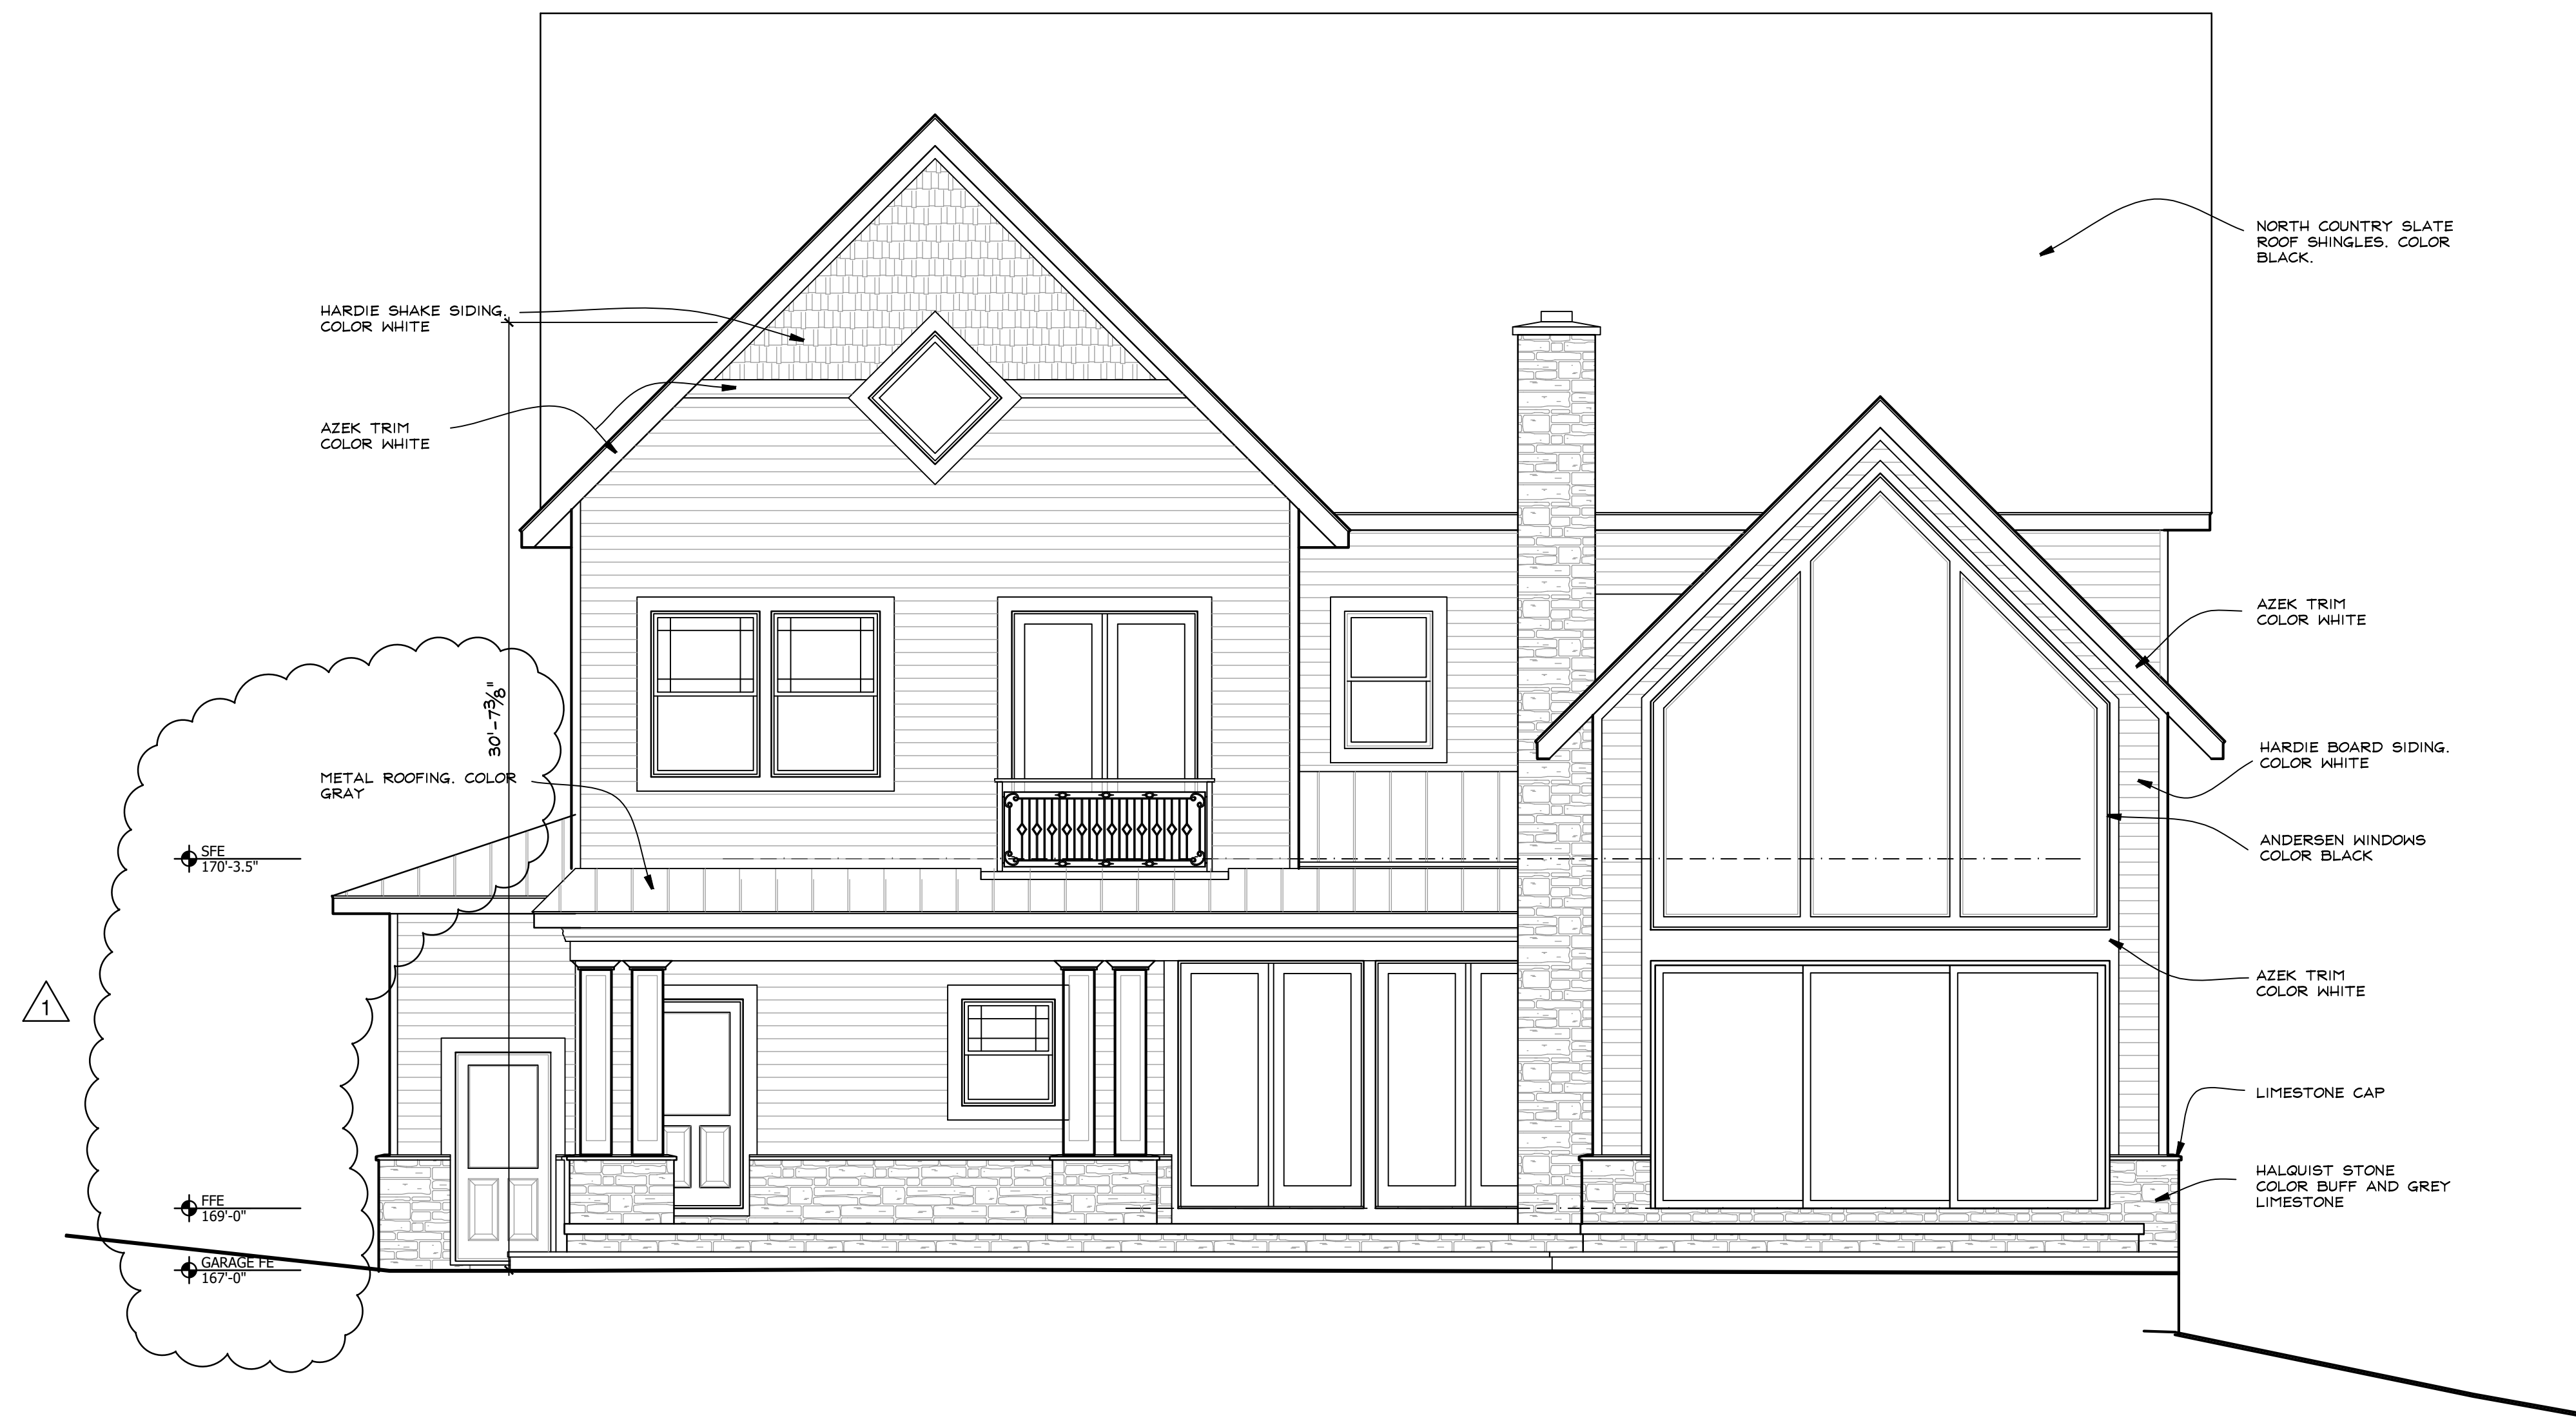 NORTH COUNTRY SLATE
ROOF SHINGLES. COLOR
BLACK.
HARDIE SHAKE SIDING.
COLOR WHITE
AZEK TRIM
COLOR WHITE
AZEK TRIM
COLOR WHITE
30'-7 3/8"
METAL ROOFING. COLOR
GRAY
HARDIE BOARD SIDING.
COLOR WHITE
SFE
170'-3.5"
ANDERSEN WINDOWS
COLOR BLACK
1
AZEK TRIM
COLOR WHITE
LIMESTONE CAP
FFE
169'-0"
HALQUIST STONE
COLOR BUFF AND GREY
LIMESTONE
GARAGE FE
167'-0"